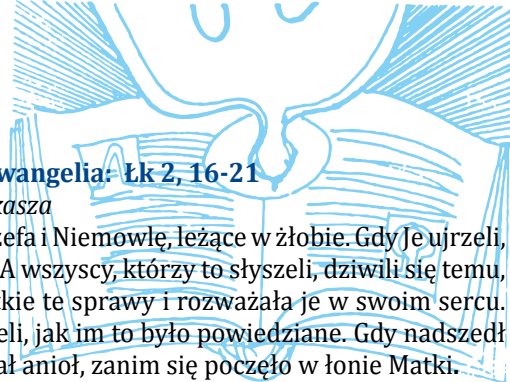 wangelia: Łk 2, 16-21
kasza
zefa i Niemowlę, leżące w żłobie. Gdy Je ujrzeli,
A wszyscy, którzy to słyszeli, dziwili się temu,
tkie te sprawy i rozważała je w swoim sercu.
eli, jak im to było powiedziane. Gdy nadszedł
ał anioł, zanim się poczęło w łonie Matki.